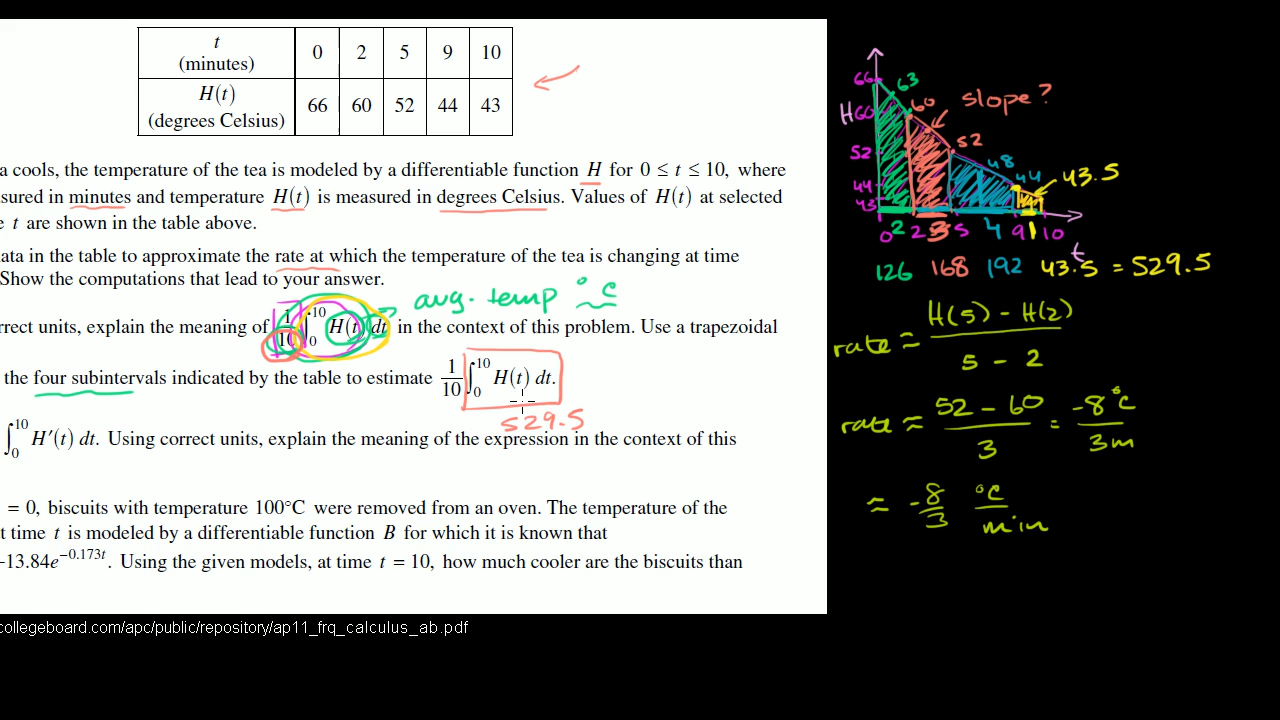 t (minutes) 0 2 5 9 10
H(t) (degrees Celsius) 66 60 52 44 43
a cools, the temperature of the tea is modeled by a differentiable function H for 0 ≤ t ≤ 10, where
sured in minutes and temperature H(t) is measured in degrees Celsius. Values of H(t) at selected
e t are shown in the table above.
lata in the table to approximate the rate at which the temperature of the tea is changing at time
Show the computations that lead to your answer.
avg. temp °C
rrect units, explain the meaning of 1/10 ∫₀¹⁰ H(t) dt in the context of this problem. Use a trapezoidal
the four subintervals indicated by the table to estimate 1/10 ∫₀¹⁰ H(t) dt.
529.5
∫₀¹⁰ H′(t) dt. Using correct units, explain the meaning of the expression in the context of this
= 0, biscuits with temperature 100°C were removed from an oven. The temperature of the
t time t is modeled by a differentiable function B for which it is known that
-13.84e^{-0.173t}. Using the given models, at time t = 10, how much cooler are the biscuits than
collegeboard.com/apc/public/repository/ap11_frq_calculus_ab.pdf
66 63
H 60 60 slope?
52 52
48
44 44 43.5
43
0 2 2 3 5 4 9 1 10
t
126 168 192 43.5 = 529.5
rate ≈ H(5) - H(2) / 5 - 2
rate ≈ 52 - 60 / 3 = -8°C / 3m
≈ -8/3 °C/min